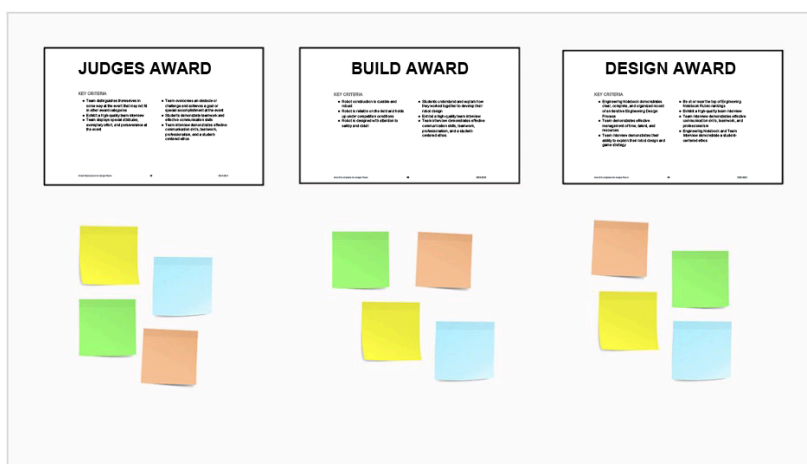 JUDGES AWARD
KEY CRITERIA
● Team distinguishes themselves in
some way at the event that may not fit
in other award categories
● Exhibit a high-quality team interview
● Team displays special attitudes,
exemplary effort, and perseverance at
the event
● Team overcomes an obstacle or
challenge and achieves a goal or
special accomplishment at the event
● Students demonstrate teamwork and
effective communication skills
● Team interview demonstrates effective
communication skills, teamwork,
professionalism, and a student-
centered ethos
BUILD AWARD
KEY CRITERIA
● Robot construction is durable and
robust
● Robot is reliable on the field and holds
up under competition conditions
● Robot is designed with attention to
safety and detail
● Students understand and explain how
they worked together to develop their
robot design
● Exhibit a high-quality team interview
● Team interview demonstrates effective
communication skills, teamwork,
professionalism, and a student-
centered ethos
DESIGN AWARD
KEY CRITERIA
● Engineering Notebook demonstrates
clear, complete, and organized record
of an iterative Engineering Design
Process
● Team demonstrates effective
management of time, talent, and
resources
● Team interview demonstrates their
ability to explain their robot design and
game strategy
● Be at or near the top of Engineering
Notebook Rubric rankings
● Exhibit a high-quality team interview
● Team interview demonstrates effective
communication skills, teamwork, and
professionalism
● Engineering Notebook and Team
Interview demonstrate a student-
centered ethos